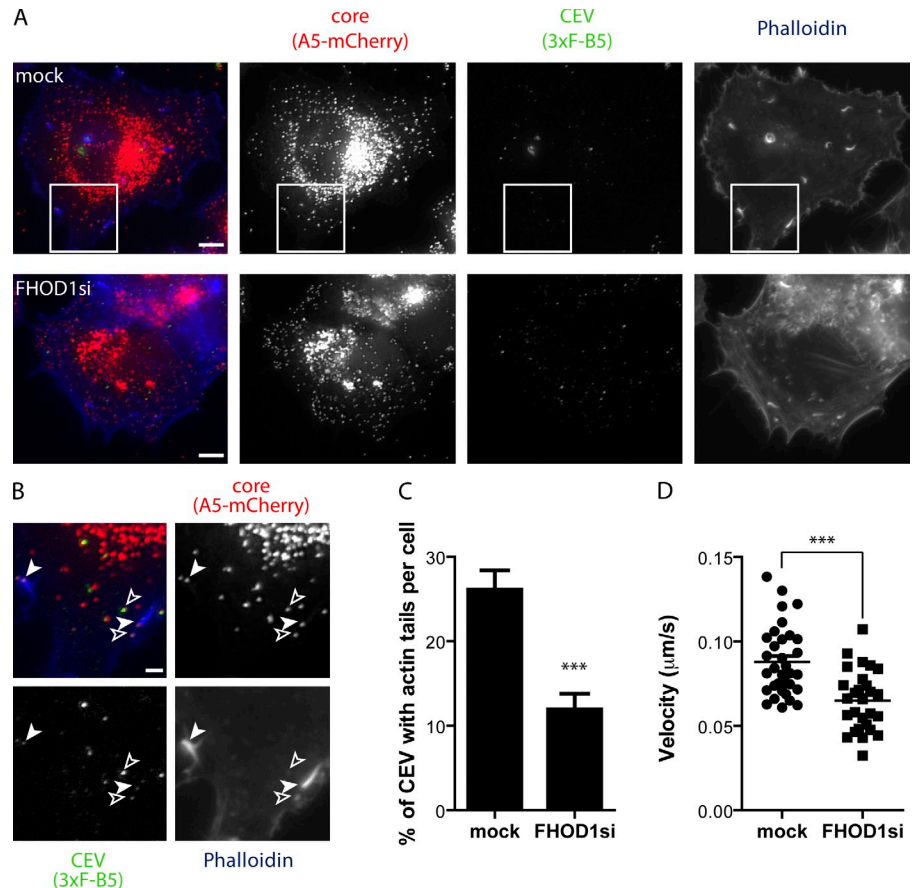 A
core
(A5-mCherry)
CEV
(3xF-B5)
Phalloidin
mock
FHOD1si
B
core
(A5-mCherry)
CEV
(3xF-B5)
Phalloidin
C
% of CEV with actin tails per cell
30
20
10
0
***
mock
FHOD1si
D
Velocity (μm/s)
0.15
0.10
0.05
0.00
***
mock
FHOD1si